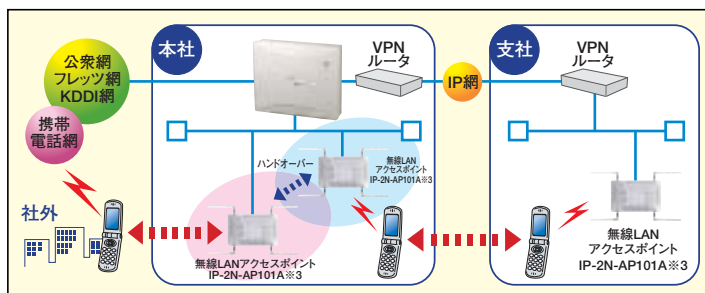 公衆網
フレッツ網
KDDI網
携帯
電話網
社外
本社
VPN
ルータ
ハンドオーバー
無線LAN
アクセスポイント
IP-2N-AP101A※3
無線LANアクセスポイント
IP-2N-AP101A※3
IP網
支社
VPN
ルータ
無線LAN
アクセスポイント
IP-2N-AP101A※3